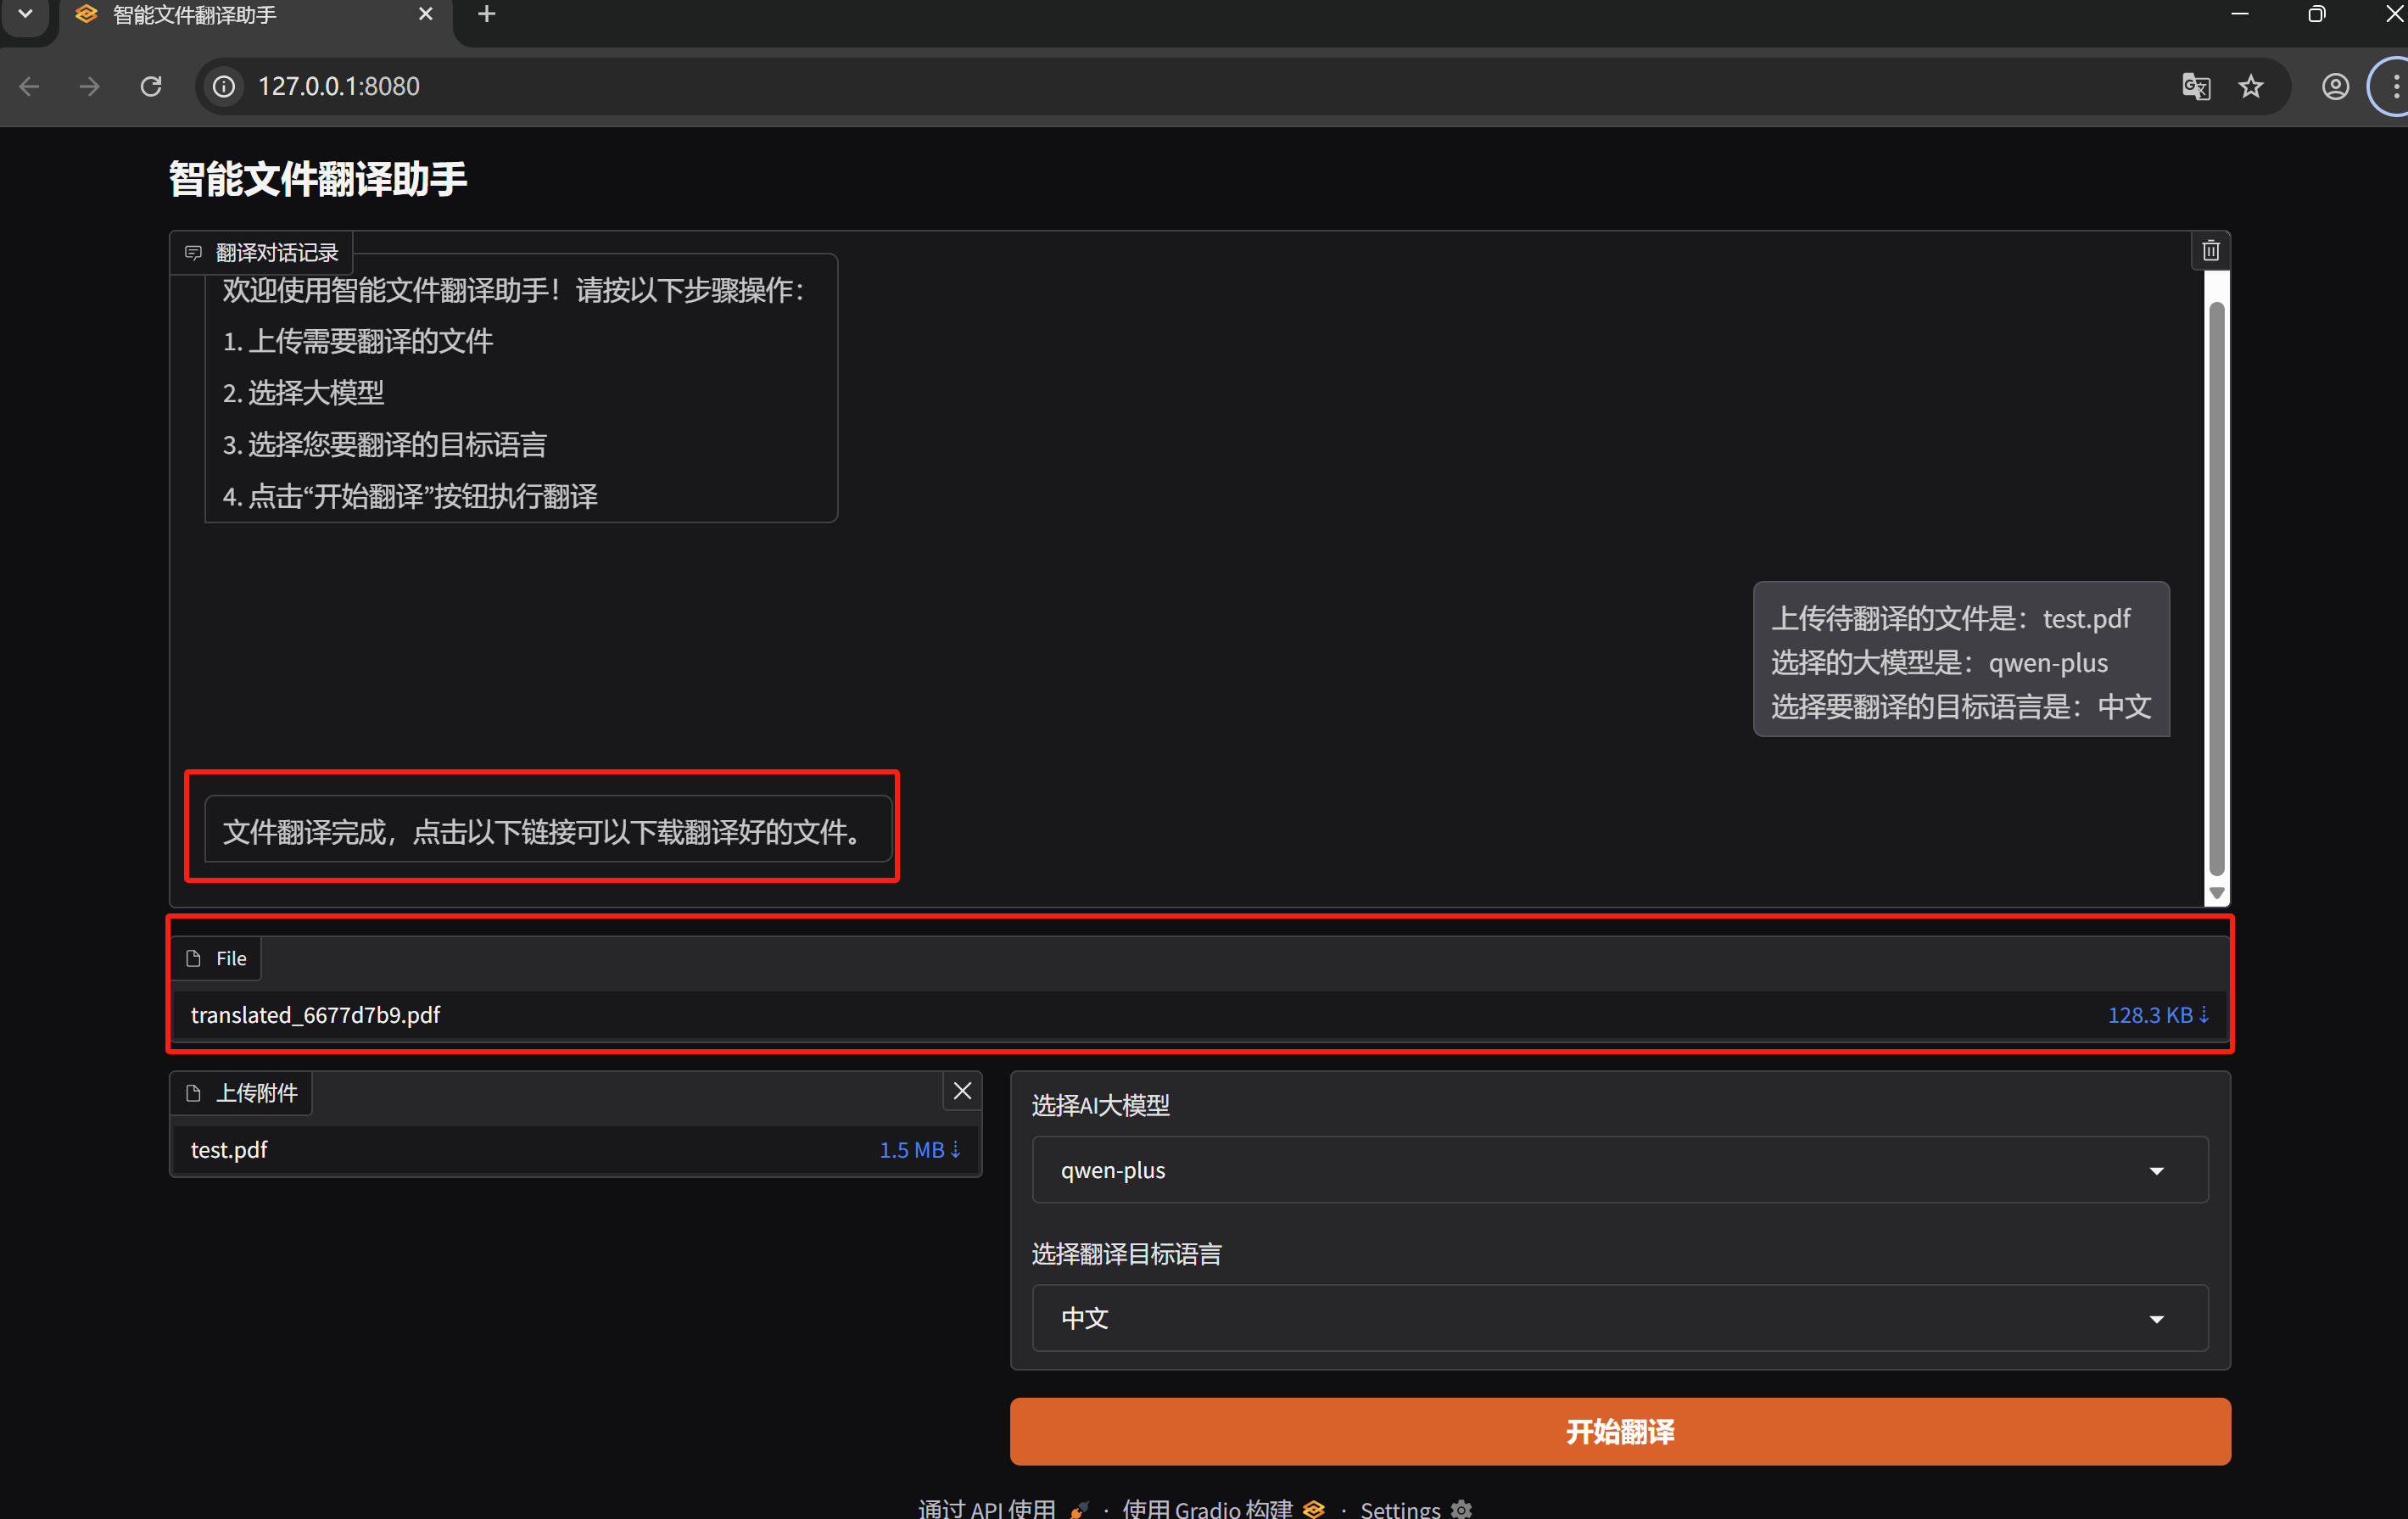 智能文件翻译助手
127.0.0.1:8080
智能文件翻译助手
翻译对话记录
欢迎使用智能文件翻译助手！请按以下步骤操作：
1. 上传需要翻译的文件
2. 选择大模型
3. 选择您要翻译的目标语言
4. 点击“开始翻译”按钮执行翻译
上传待翻译的文件是：test.pdf
选择的大模型是：qwen-plus
选择要翻译的目标语言是：中文
文件翻译完成，点击以下链接可以下载翻译好的文件。
File
translated_6677d7b9.pdf 128.3 KB ⇣
上传附件
test.pdf 1.5 MB ⇣
选择AI大模型
qwen-plus
选择翻译目标语言
中文
开始翻译
通过 API 使用 · 使用 Gradio 构建 · Settings